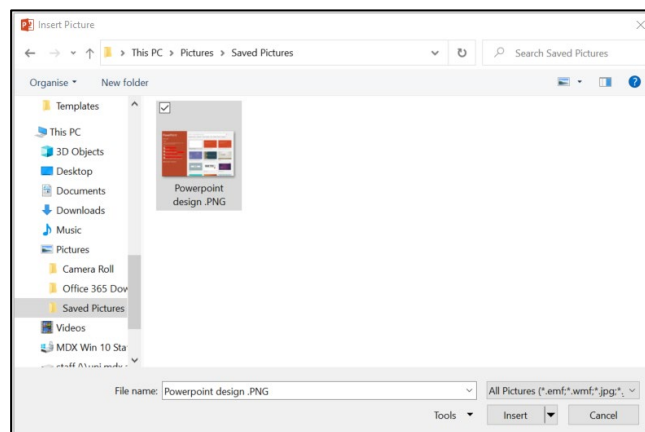 Insert Picture
This PC > Pictures > Saved Pictures
Search Saved Pictures
Organise
New folder
Templates
This PC
3D Objects
Desktop
Documents
Downloads
Music
Pictures
Camera Roll
Office 365 Dow
Saved Pictures
Videos
MDX Win 10 Sta
Powerpoint
design .PNG
File name:
Powerpoint design .PNG
All Pictures (*.emf;*.wmf;*.jpg;*.
Tools
Insert
Cancel